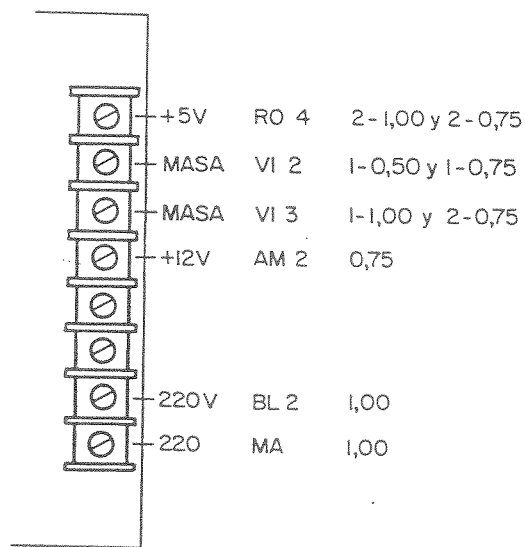 +5V RO 4 2-1,00 y 2-0,75
MASA VI 2 1-0,50 y 1-0,75
MASA VI 3 1-1,00 y 2-0,75
+12V AM 2 0,75
220V BL 2 1,00
220 MA 1,00